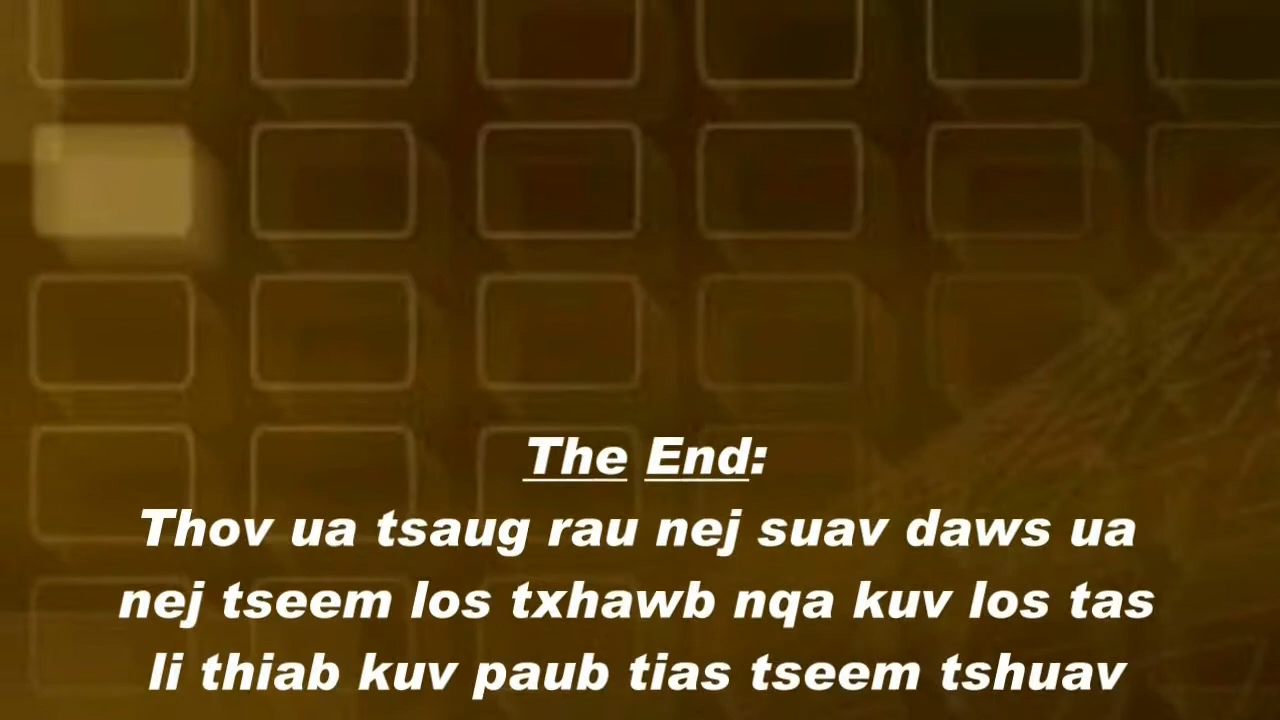 The End:
Thov ua tsaug rau nej suav daws ua
nej tseem los txhawb nqa kuv los tas
li thiab kuv paub tias tseem tshuav